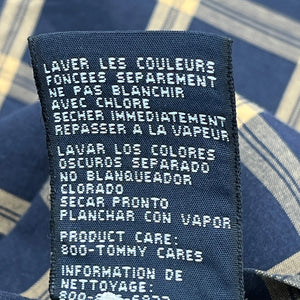 LAVER LES COULEURS
FONCEES SEPAREMENT
NE PAS BLANCHIR
AVEC CHLORE
SECHER IMMEDIATEMENT
REPASSER A LA VAPEUR
LAVAR LOS COLORES
OSCUROS SEPARADO
NO BLANQUEADOR
CLORADO
SECAR PRONTO
PLANCHAR CON VAPOR
PRODUCT CARE:
800-TOMMY CARES
INFORMATION DE
NETTOYAGE: